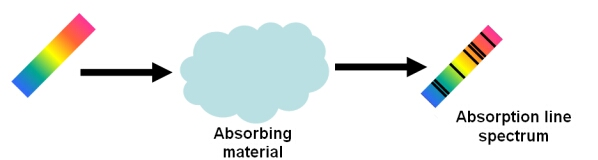 Absorbing
material
Absorption line
spectrum